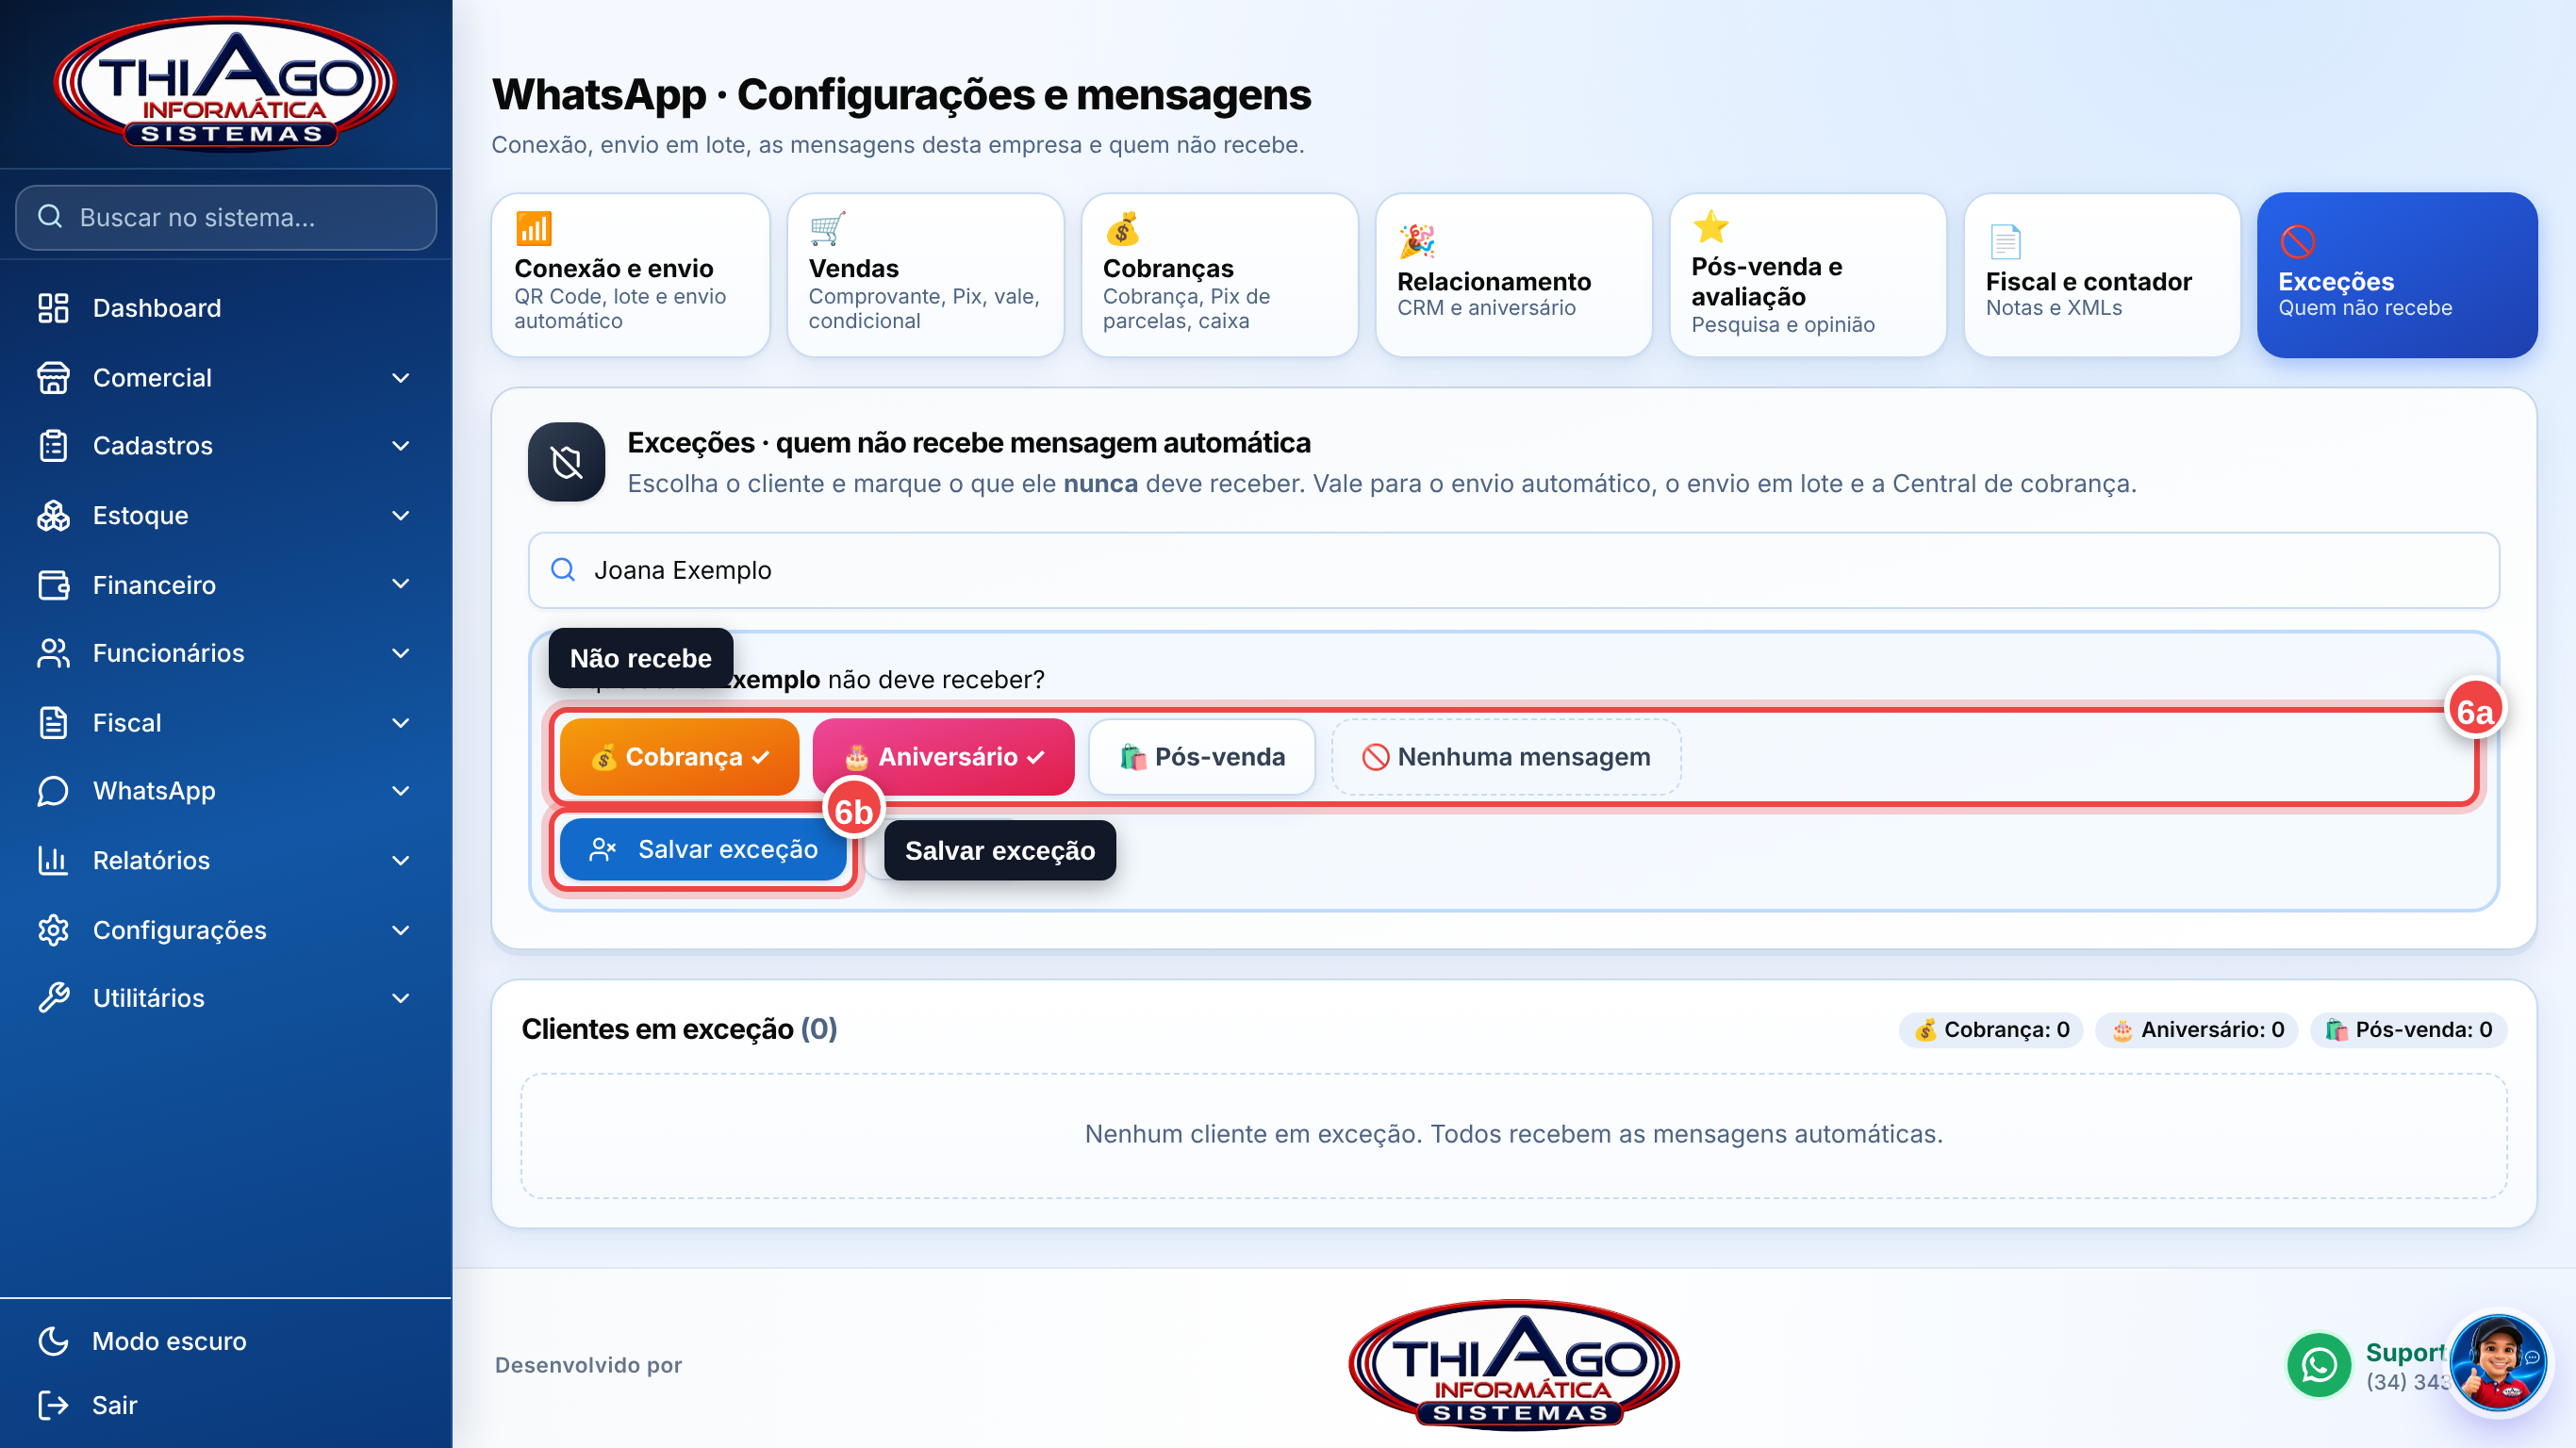 THIAGO
INFORMÁTICA
SISTEMAS
Buscar no sistema...
Dashboard
Comercial
Cadastros
Estoque
Financeiro
Funcionários
Fiscal
WhatsApp
Relatórios
Configurações
Utilitários
Modo escuro
Sair
WhatsApp · Configurações e mensagens
Conexão, envio em lote, as mensagens desta empresa e quem não recebe.
Conexão e envio
QR Code, lote e envio
automático
Vendas
Comprovante, Pix, vale,
condicional
Cobranças
Cobrança, Pix de
parcelas, caixa
Relacionamento
CRM e aniversário
Pós-venda e
avaliação
Pesquisa e opinião
Fiscal e contador
Notas e XMLs
Exceções
Quem não recebe
Exceções · quem não recebe mensagem automática
Escolha o cliente e marque o que ele nunca deve receber. Vale para o envio automático, o envio em lote e a Central de cobrança.
Joana Exemplo
Não recebe
Exemplo não deve receber?
6a
Cobrança ✓
Aniversário ✓
Pós-venda
Nenhuma mensagem
6b
Salvar exceção
Salvar exceção
Clientes em exceção (0)
Cobrança: 0
Aniversário: 0
Pós-venda: 0
Nenhum cliente em exceção. Todos recebem as mensagens automáticas.
Desenvolvido por
THIAGO
INFORMÁTICA
SISTEMAS
Suport
(34) 343